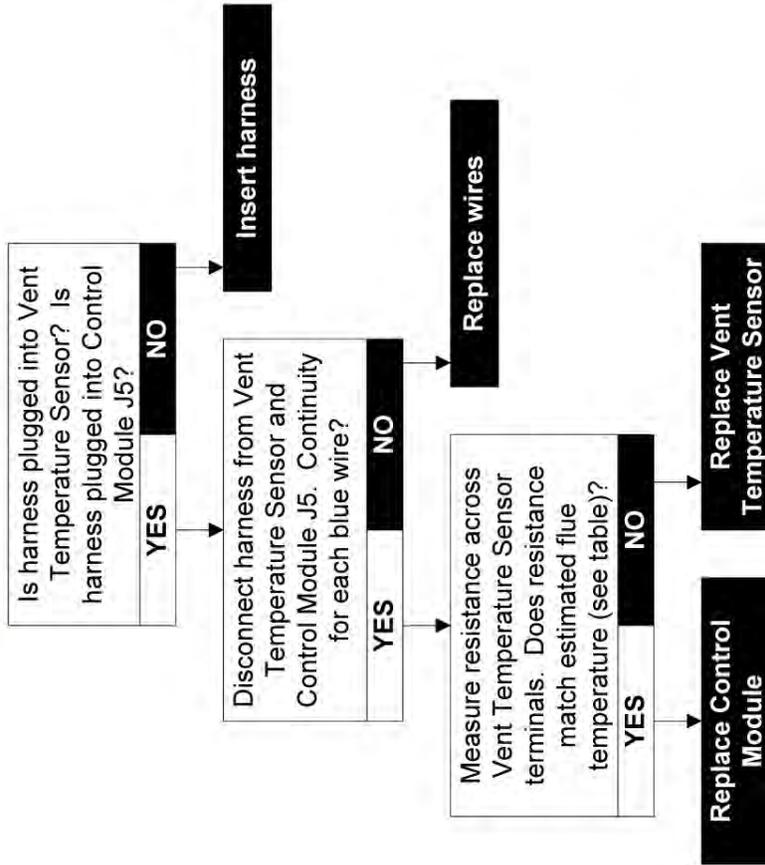 Is harness plugged into Vent
Temperature Sensor? Is
harness plugged into Control
Module J5?
YES
NO
Insert harness
Disconnect harness from Vent
Temperature Sensor and
Control Module J5. Continuity
for each blue wire?
YES
NO
Replace wires
Measure resistance across
Vent Temperature Sensor
terminals. Does resistance
match estimated flue
temperature (see table)?
YES
NO
Replace Control
Module
Replace Vent
Temperature Sensor